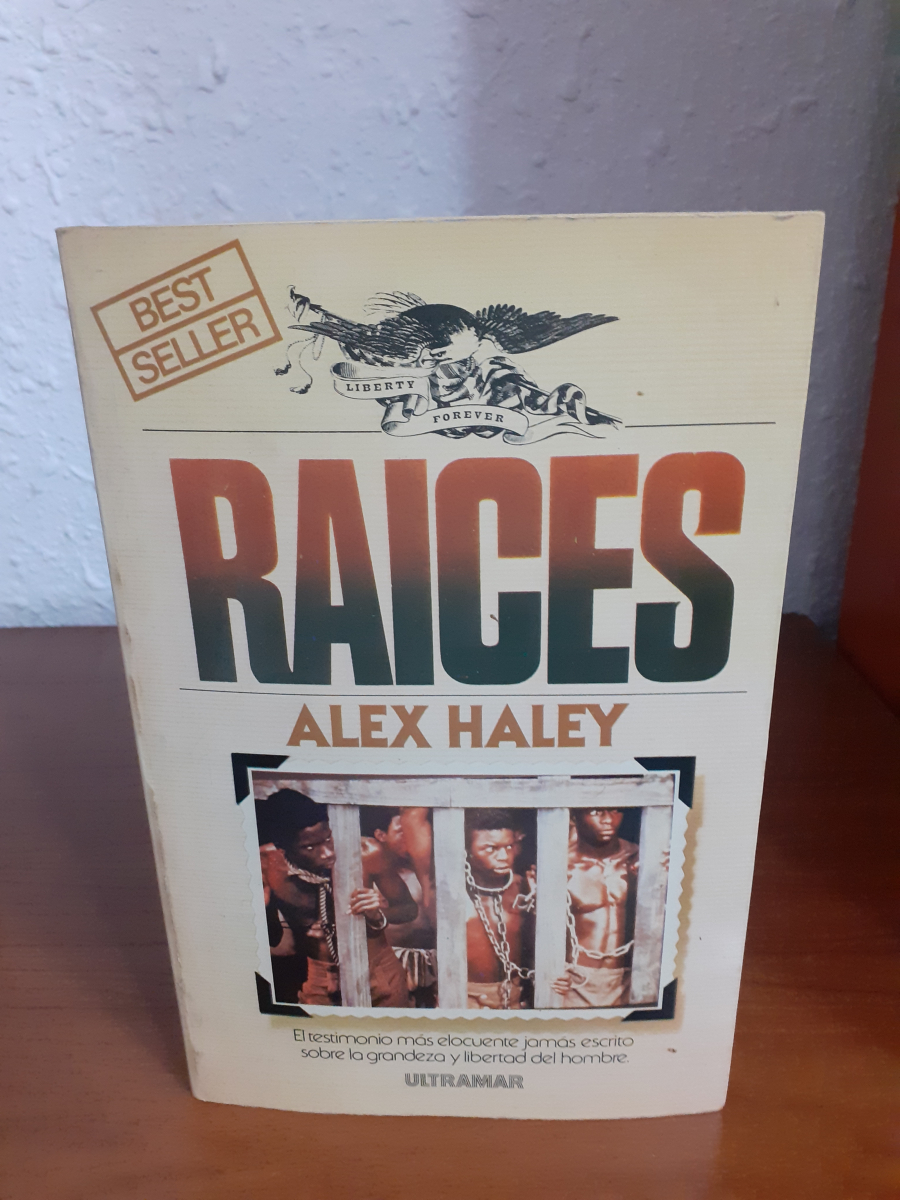 BEST
SELLER
LIBERTY
FOREVER
RAICES
ALEX HALEY
El testimonio más elocuente jamás escrito
sobre la grandeza y libertad del hombre.
ULTRAMAR